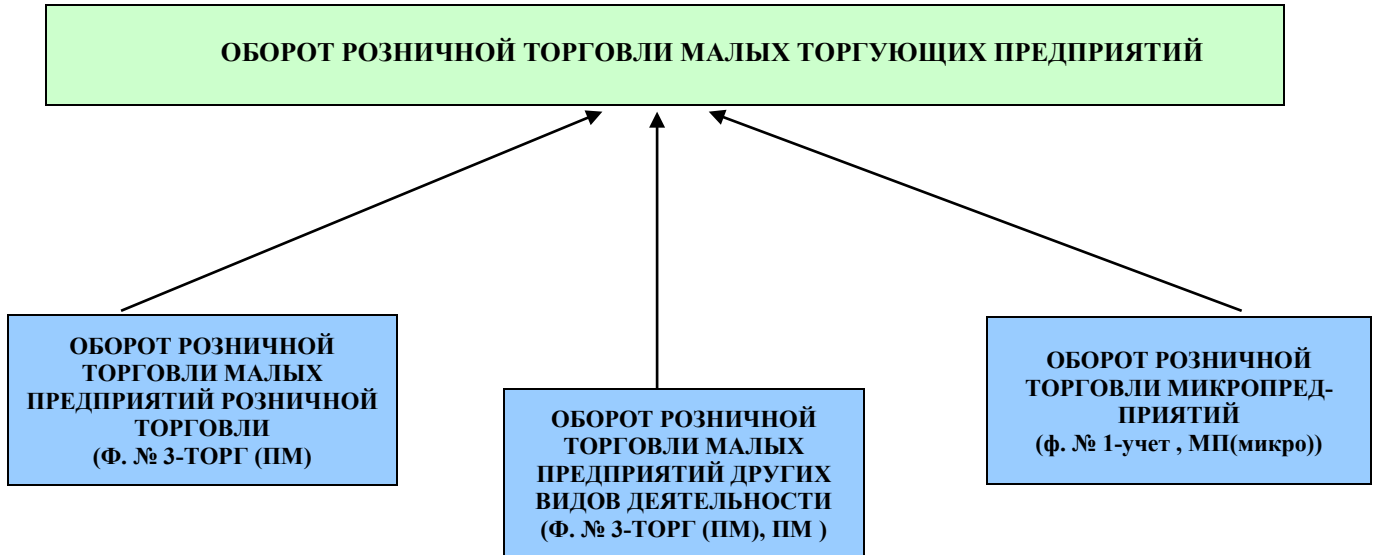 ОБОРОТ РОЗНИЧНОЙ ТОРГОВЛИ МАЛЫХ ТОРГУЮЩИХ ПРЕДПРИЯТИЙ
ОБОРОТ РОЗНИЧНОЙ
ТОРГОВЛИ МАЛЫХ
ПРЕДПРИЯТИЙ РОЗНИЧНОЙ
ТОРГОВЛИ
(Ф. № 3-ТОРГ (ПМ)
ОБОРОТ РОЗНИЧНОЙ
ТОРГОВЛИ МАЛЫХ
ПРЕДПРИЯТИЙ ДРУГИХ
ВИДОВ ДЕЯТЕЛЬНОСТИ
(Ф. № 3-ТОРГ (ПМ), ПМ )
ОБОРОТ РОЗНИЧНОЙ
ТОРГОВЛИ МИКРОПРЕД-
ПРИЯТИЙ
(ф. № 1-учет , МП(микро))